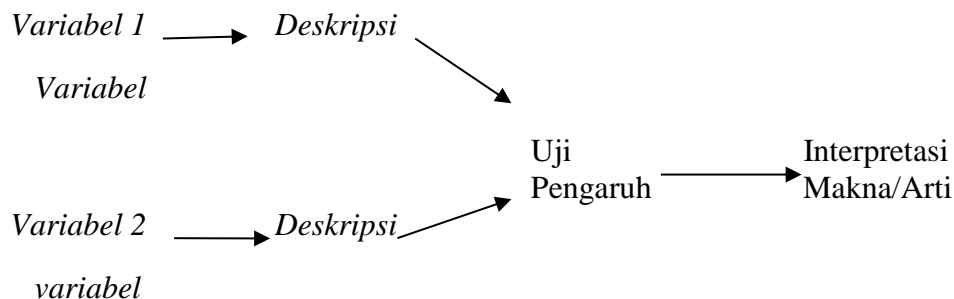 Variabel 1
Deskripsi
Variabel
Uji
Pengaruh
Interpretasi
Makna/Arti
Variabel 2
Deskripsi
variabel